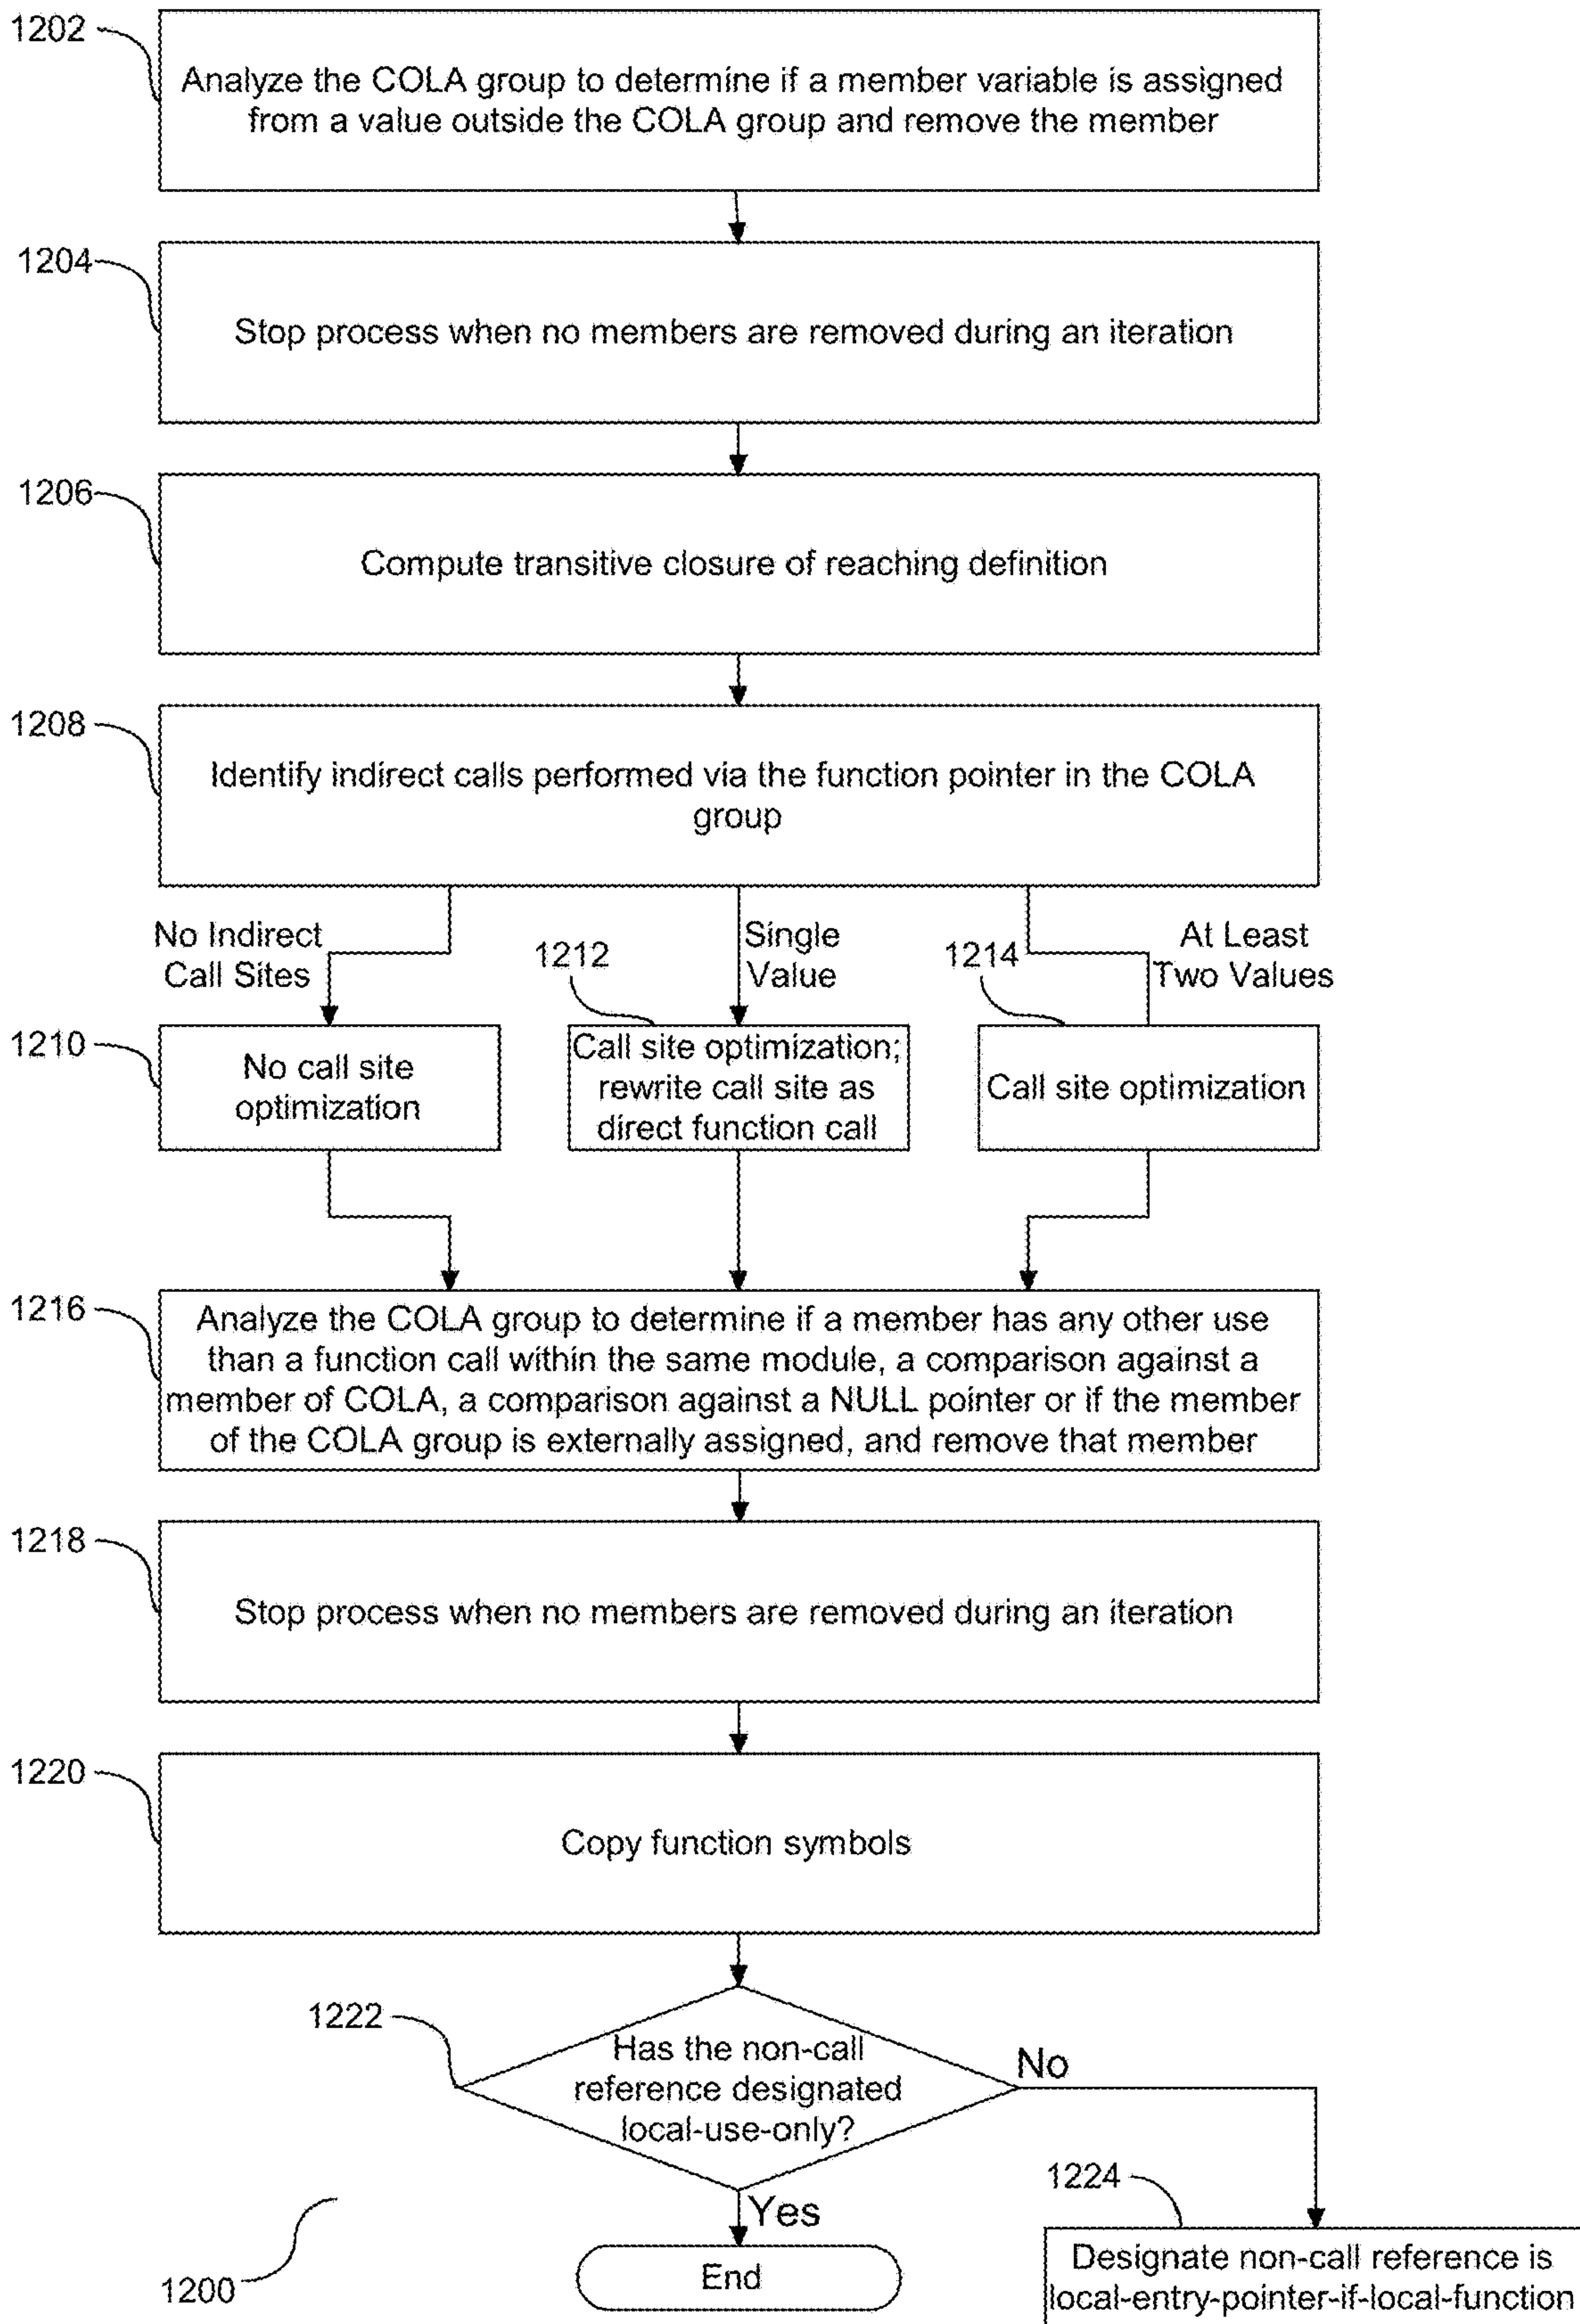 1202
Analyze the COLA group to determine if a member variable is assigned
from a value outside the COLA group and remove the member
1204
Stop process when no members are removed during an iteration
1206
Compute transitive closure of reaching definition
1208
Identify indirect calls performed via the function pointer in the COLA
group
No Indirect
Call Sites
1212
Single
Value
1214
At Least
Two Values
1210
No call site
optimization
Call site optimization;
rewrite call site as
direct function call
Call site optimization
1216
Analyze the COLA group to determine if a member has any other use
than a function call within the same module, a comparison against a
member of COLA, a comparison against a NULL pointer or if the member
of the COLA group is externally assigned, and remove that member
1218
Stop process when no members are removed during an iteration
1220
Copy function symbols
1222
Has the non-call
reference designated
local-use-only?
No
Yes
1224
End
Designate non-call reference is
local-entry-pointer-if-local-function
1200